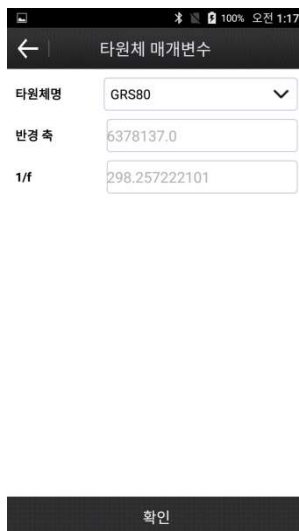 100% 오전 1:17
타원체 매개변수
타원체명 GRS80
반경 축 6378137.0
1/f 298.257222101
확인